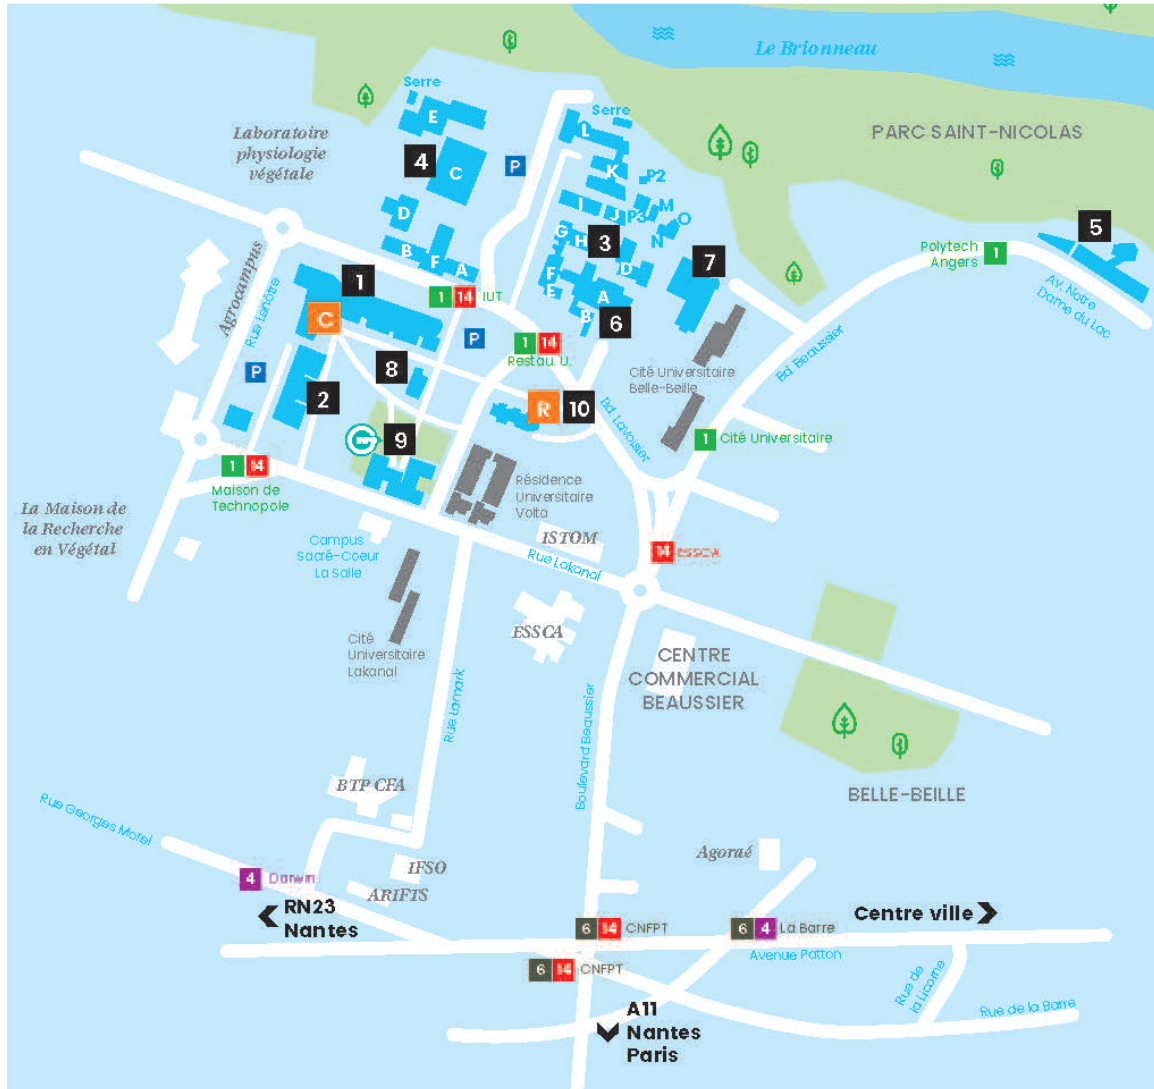 Le Brionneau
Serre
E
Serre
L
PARC SAINT-NICOLAS
Laboratoire
physiologie
végétale
4
C
P
K
P2
D
I
J
P3
M
O
N
G
H
3
5
Polytech
Angers
1
B
F
A
D
7
F
E
A
B
6
Av. Notre
Dame du Lac
Agrocampus
Rue Lenôtre
1
1
14
IUT
C
P
1
14
Restau. U.
Bd. Beaussier
P
8
Cité Universitaire
Belle-Beille
2
R
10
Bd. Lavoisier
9
1
Cité Universitaire
1
14
Maison de
Technopole
Résidence
Universitaire
Volta
La Maison de
la Recherche
en Végétal
Campus
Sacré-Coeur
La Salle
ISTOM
Rue Lakanal
14
ESSCA
Cité
Universitaire
Lakanal
ESSCA
CENTRE
COMMERCIAL
BEAUSSIER
Rue Lamark
Boulevard Beaussier
BTP CFA
BELLE-BEILLE
Rue Georges Morel
Agoraé
IFSO
4
Darwin
ARIFTS
RN23
Nantes
Centre ville
6
14
CNFPT
6
4
La Barre
Avenue Patton
6
14
CNFPT
Rue de
la Licorne
Rue de la Barre
A11
Nantes
Paris